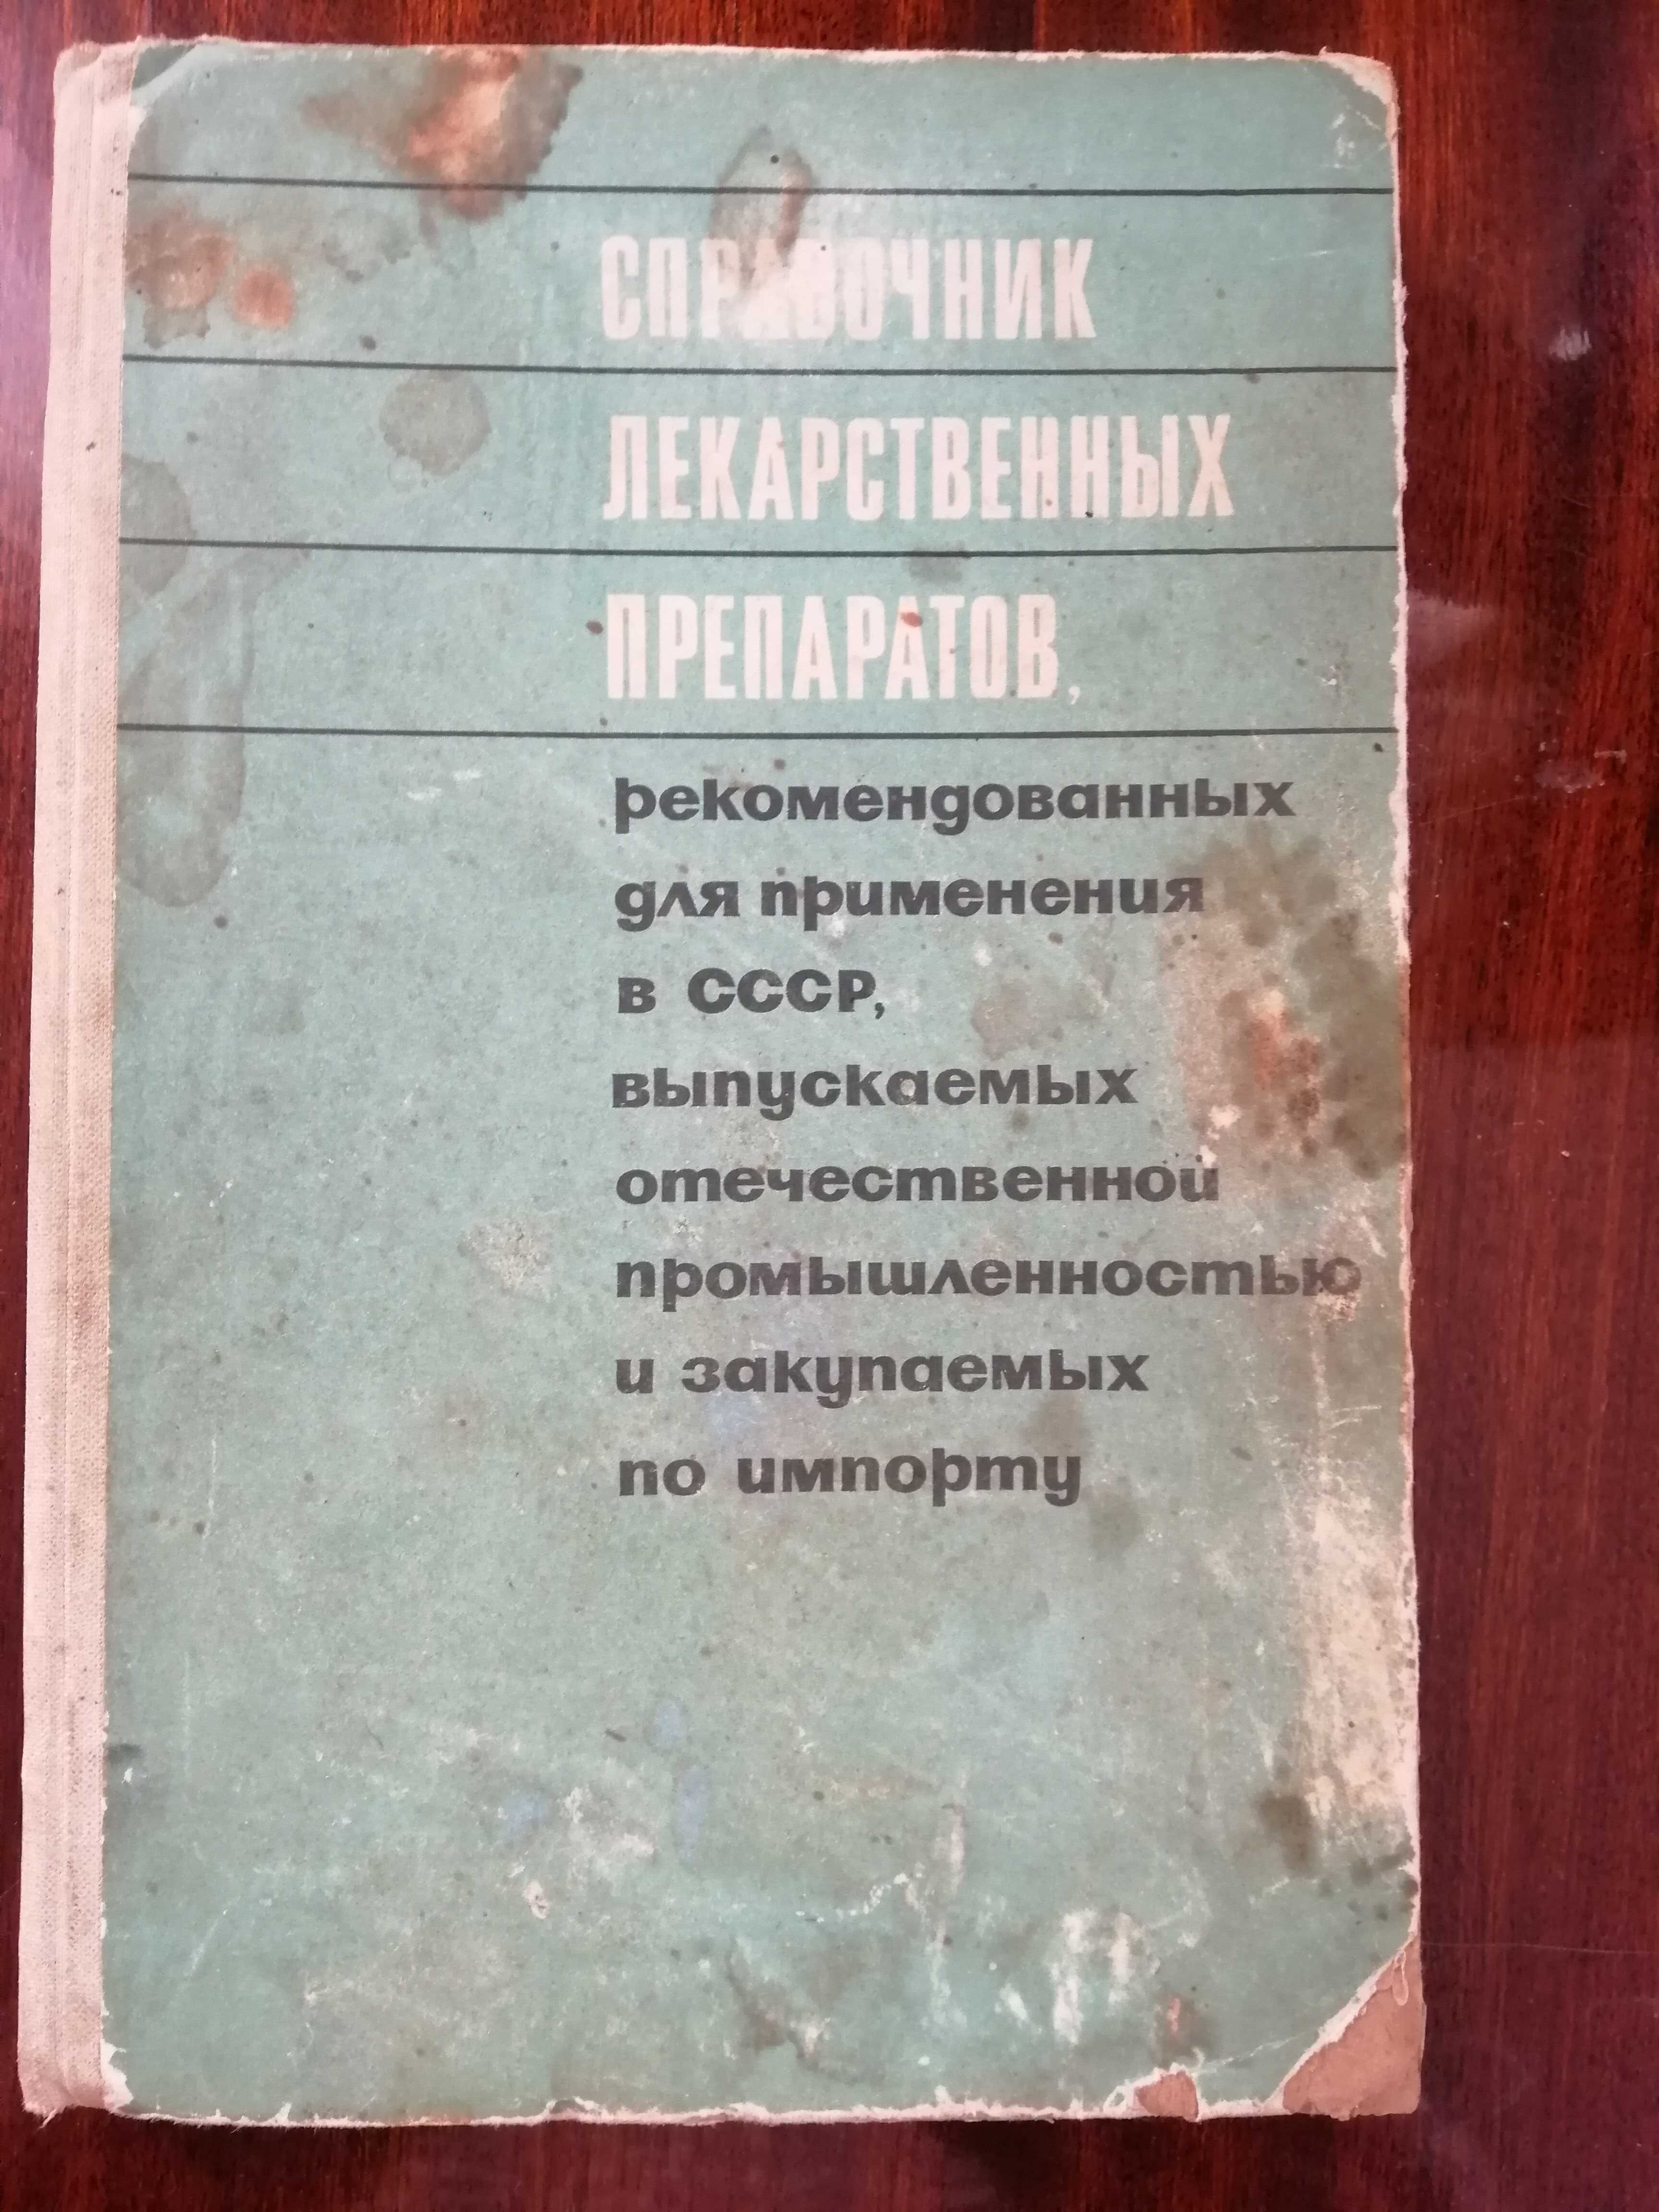 СПРАВОЧНИК
ЛЕКАРСТВЕННЫХ
ПРЕПАРАТОВ,
рекомендованных
для применения
в СССР,
выпускаемых
отечественной
промышленностью
и закупаемых
по импорту